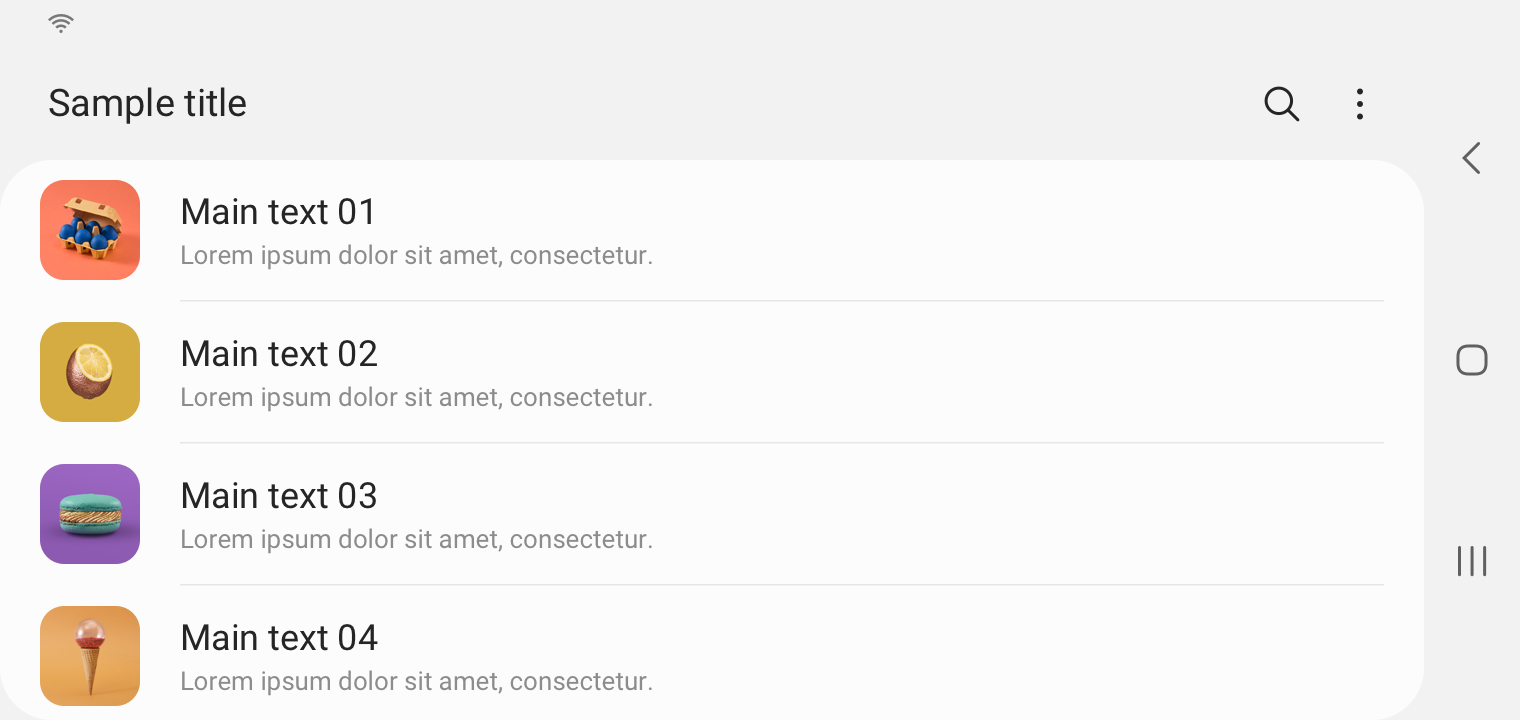 Sample title
Main text 01
Lorem ipsum dolor sit amet, consectetur.
Main text 02
Lorem ipsum dolor sit amet, consectetur.
Main text 03
Lorem ipsum dolor sit amet, consectetur.
Main text 04
Lorem ipsum dolor sit amet, consectetur.